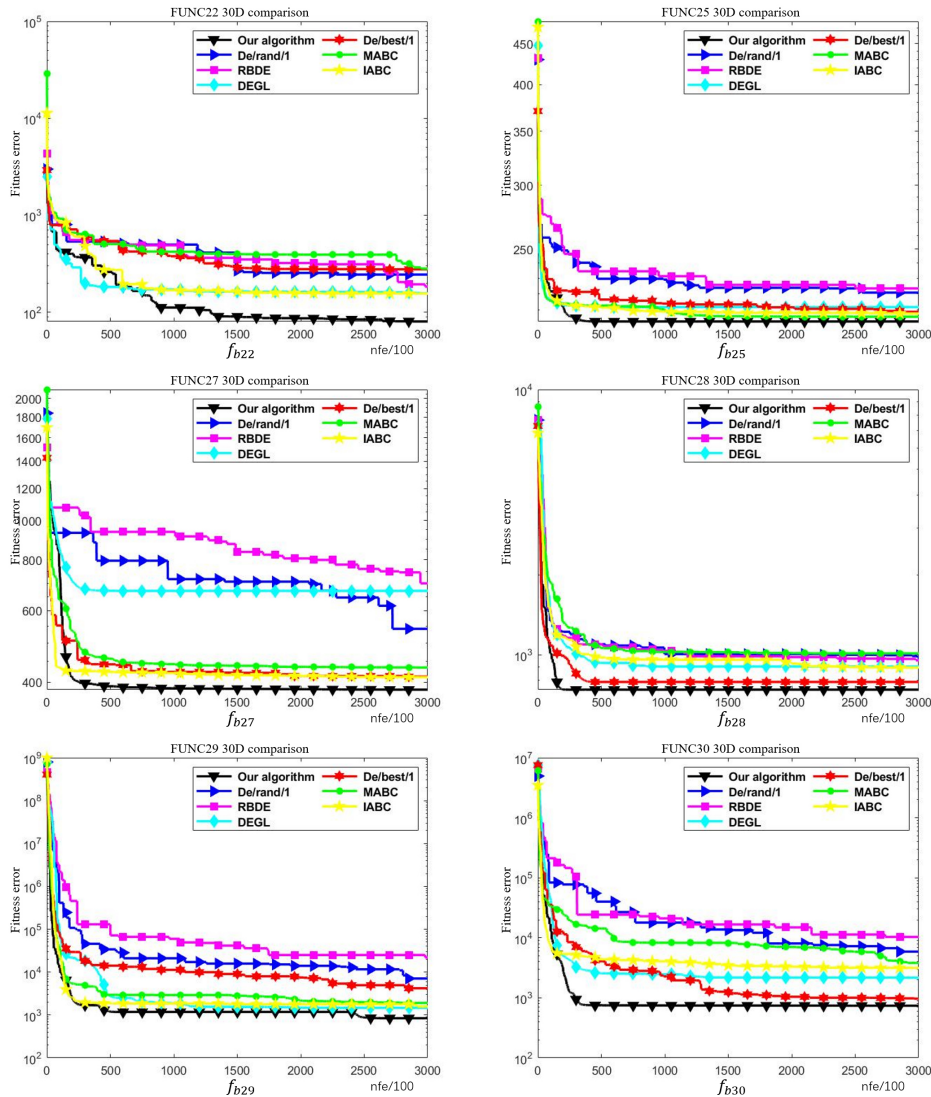 FUNC22 30D comparison
10^5
10^4
10^3
10^2
Fitness error
Our algorithm
De/rand/1
RBDE
DEGL
De/best/1
MABC
IABC
0 500 1000 1500 2000 2500 3000
f_b22
nfe/100
FUNC25 30D comparison
450
400
350
300
250
Fitness error
Our algorithm
De/rand/1
RBDE
DEGL
De/best/1
MABC
IABC
0 500 1000 1500 2000 2500 3000
f_b25
nfe/100
FUNC27 30D comparison
2000
1800
1600
1400
1200
1000
800
600
400
Fitness error
Our algorithm
De/rand/1
RBDE
DEGL
De/best/1
MABC
IABC
0 500 1000 1500 2000 2500 3000
f_b27
nfe/100
FUNC28 30D comparison
10^4
10^3
Fitness error
Our algorithm
De/rand/1
RBDE
DEGL
De/best/1
MABC
IABC
0 500 1000 1500 2000 2500 3000
f_b28
nfe/100
FUNC29 30D comparison
10^9
10^8
10^7
10^6
10^5
10^4
10^3
10^2
Fitness error
Our algorithm
De/rand/1
RBDE
DEGL
De/best/1
MABC
IABC
0 500 1000 1500 2000 2500 3000
f_b29
nfe/100
FUNC30 30D comparison
10^7
10^6
10^5
10^4
10^3
10^2
Fitness error
Our algorithm
De/rand/1
RBDE
DEGL
De/best/1
MABC
IABC
0 500 1000 1500 2000 2500 3000
f_b30
nfe/100